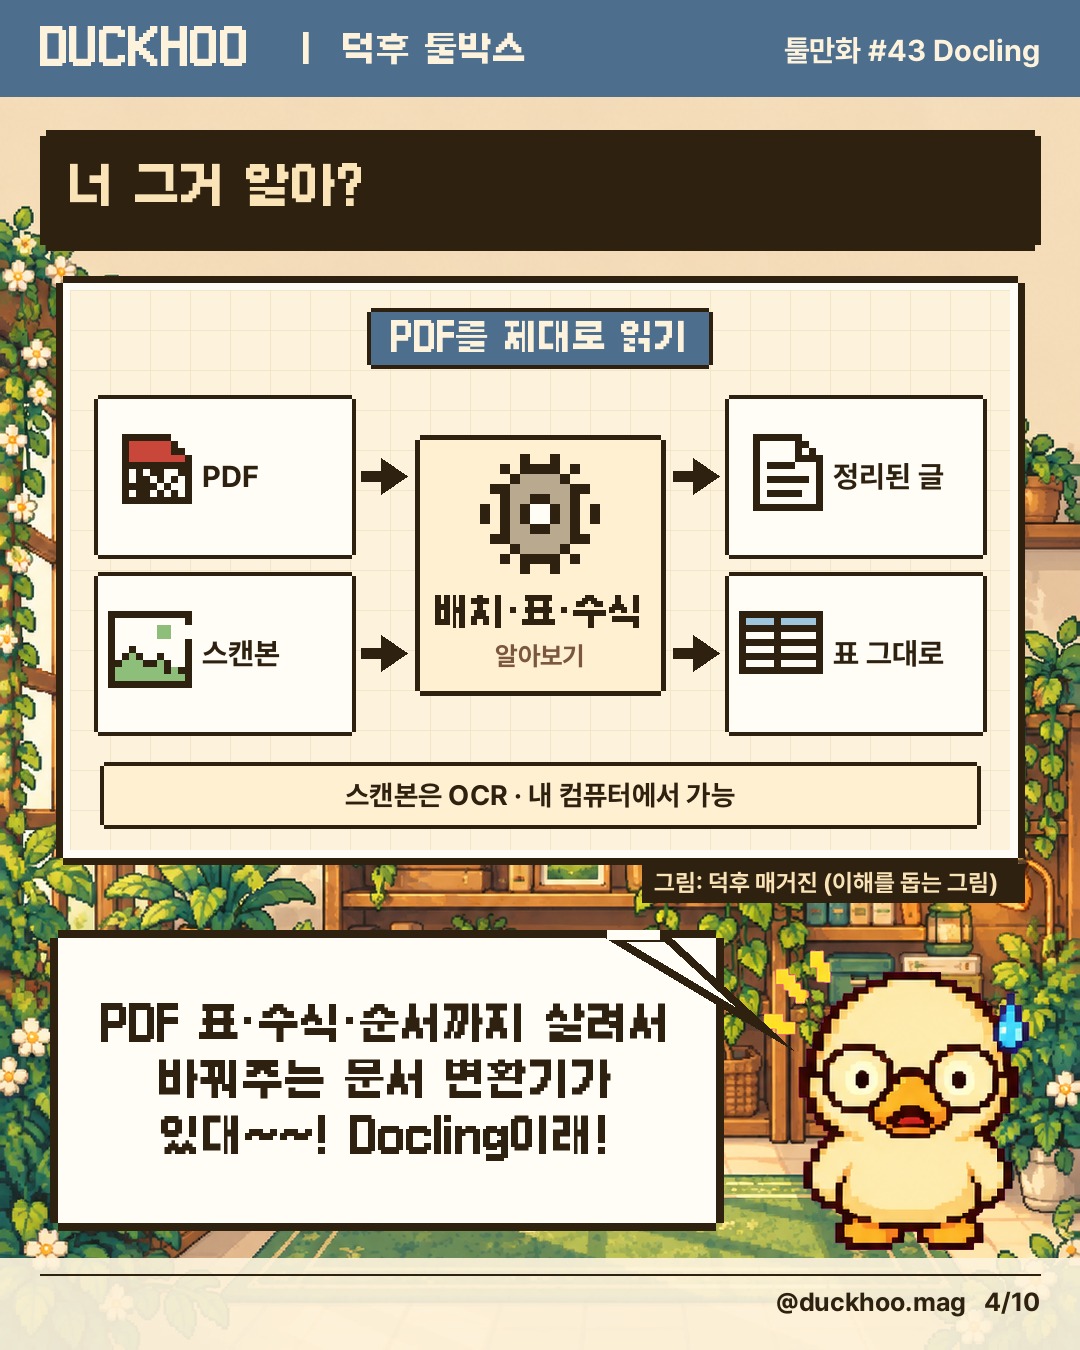 DUCKHOO | 덕후 툴박스
툴만화 #43 Docling
너 그거 알아?
PDF를 제대로 읽기
PDF
스캔본
배치·표·수식
알아보기
정리된 글
표 그대로
스캔본은 OCR · 내 컴퓨터에서 가능
그림: 덕후 매거진 (이해를 돕는 그림)
PDF 표·수식·순서까지 살려서
바꿔주는 문서 변환기가
있대~~! Docling이래!
@duckhoo.mag 4/10